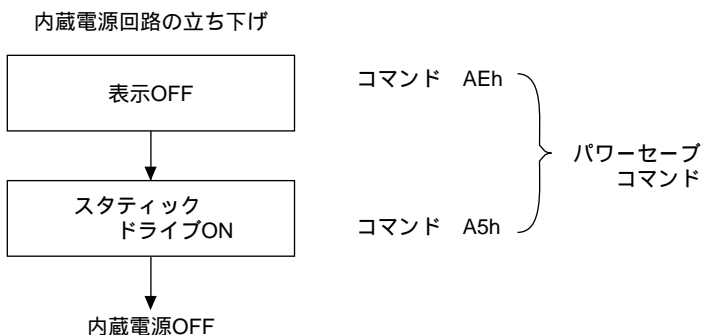 内蔵電源回路の立ち下げ
表示OFF
コマンド AEh
パワーセーブ
コマンド
スタティック
ドライブON
コマンド A5h
内蔵電源OFF